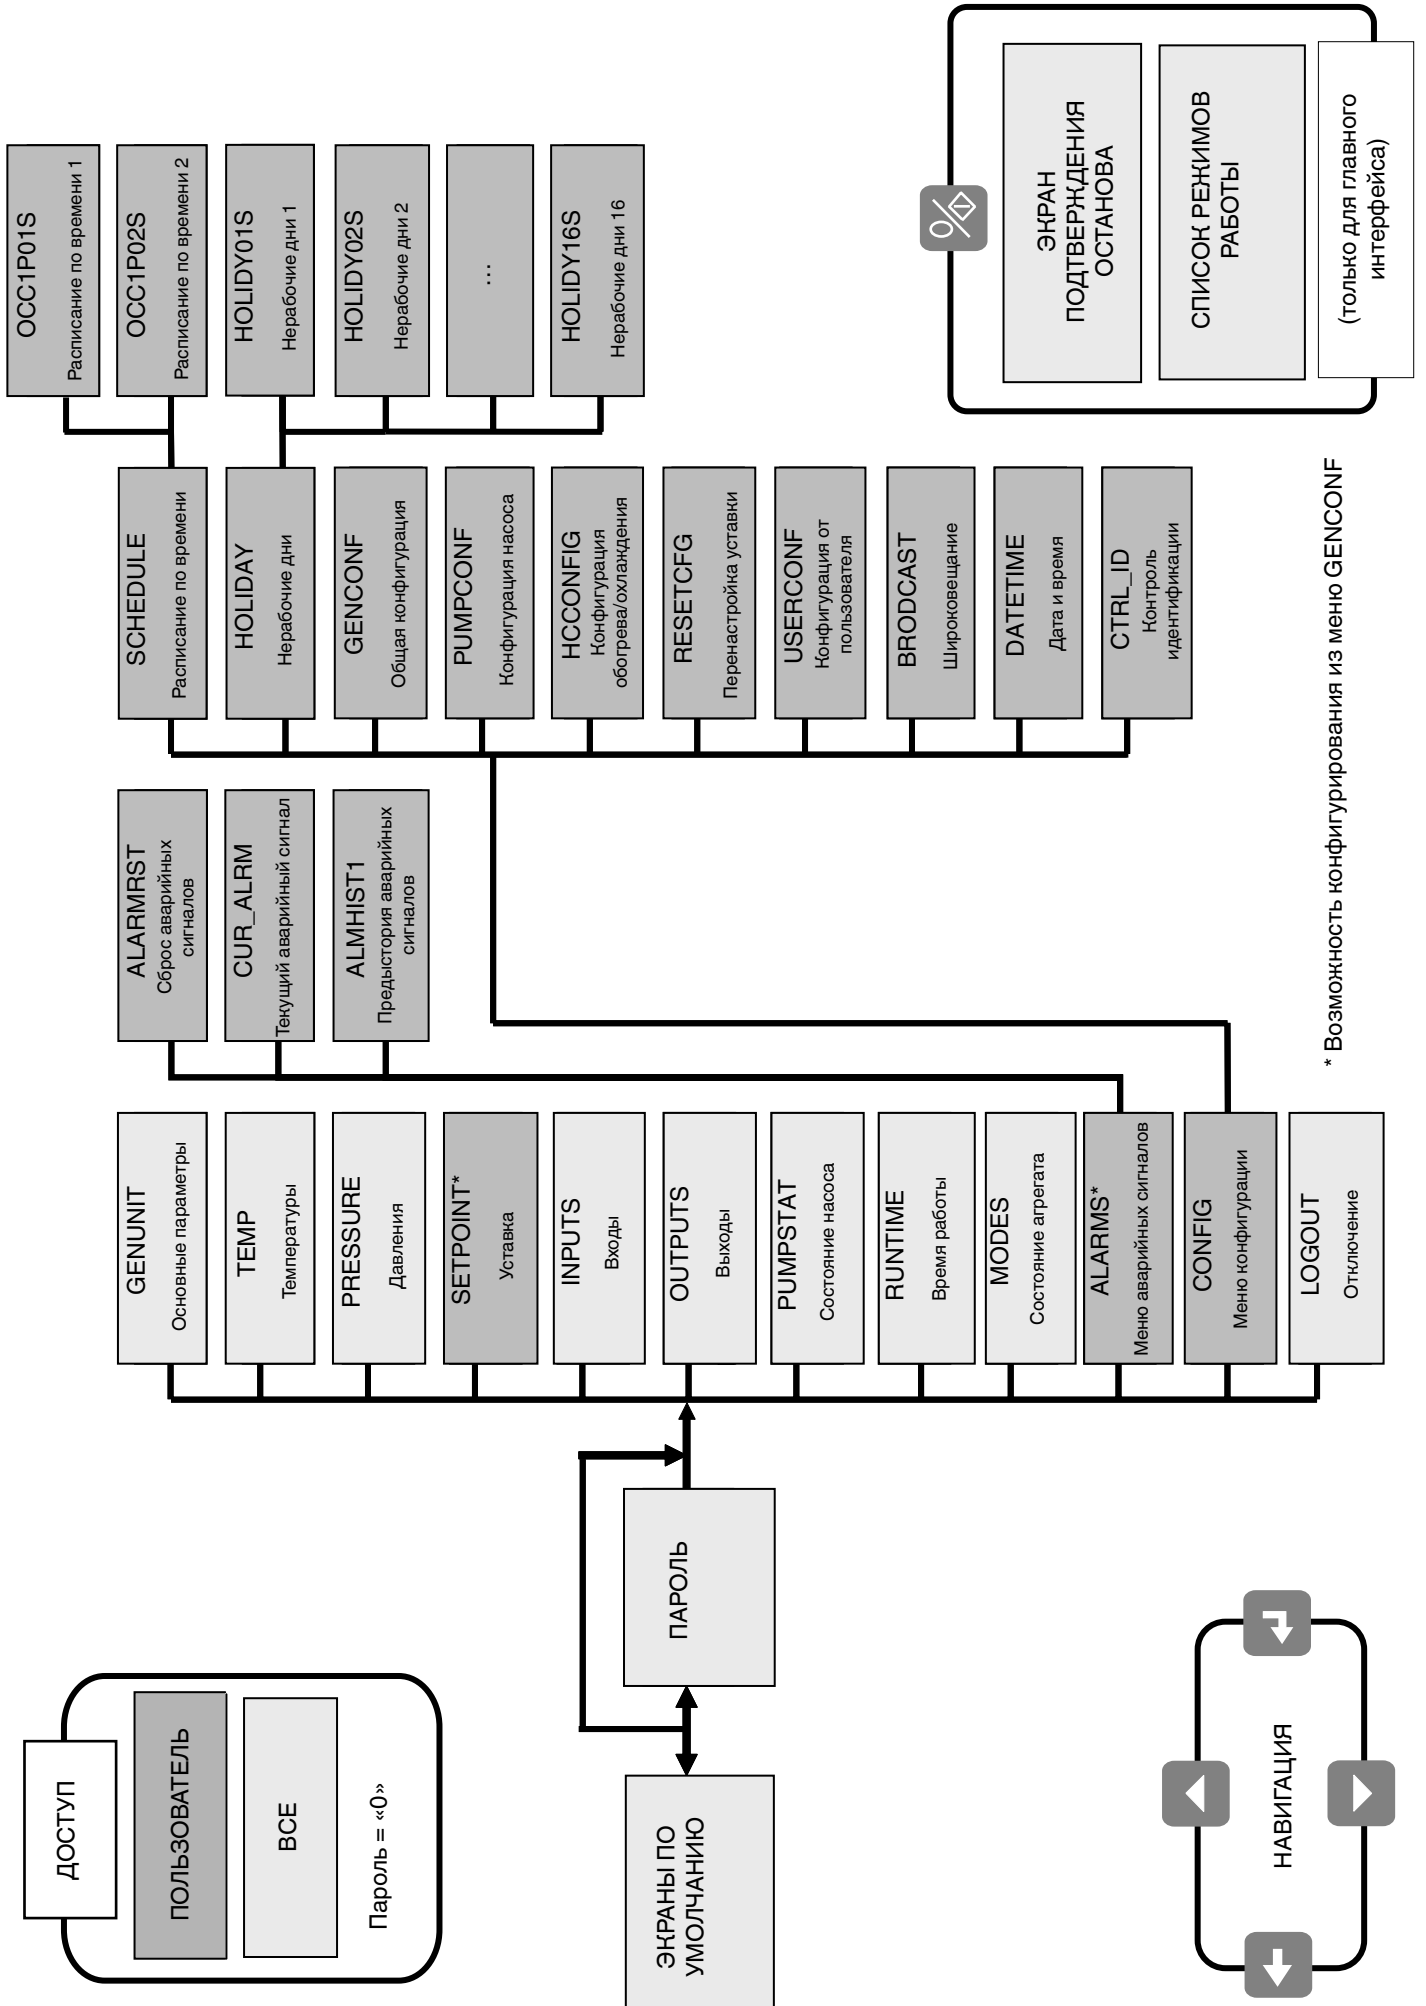 ДОСТУП
ПОЛЬЗОВАТЕЛЬ
ВСЕ
Пароль = «0»
ЭКРАНЫ ПО
УМОЛЧАНИЮ
ПАРОЛЬ
НАВИГАЦИЯ
GENUNIT
Основные параметры
TEMP
Температуры
PRESSURE
Давления
SETPOINT*
Уставка
INPUTS
Входы
OUTPUTS
Выходы
PUMPSTAT
Состояние насоса
RUNTIME
Время работы
MODES
Состояние агрегата
ALARMS*
Меню аварийных сигналов
CONFIG
Меню конфигурации
LOGOUT
Отключение
ALARMRST
Сброс аварийных
сигналов
CUR_ALRM
Текущий аварийный сигнал
ALMHIST1
Предыстория аварийных
сигналов
SCHEDULE
Расписание по времени
HOLIDAY
Нерабочие дни
GENCONF
Общая конфигурация
PUMPCONF
Конфигурация насоса
HCCONFIG
Конфигурация
обогрева/охлаждения
RESETCFG
Перенастройка уставки
USERCONF
Конфигурация от
пользователя
BRODCAST
Широковещание
DATETIME
Дата и время
CTRL_ID
Контроль
идентификации
OCC1P01S
Расписание по времени 1
OCC1P02S
Расписание по времени 2
HOLIDY01S
Нерабочие дни 1
HOLIDY02S
Нерабочие дни 2
...
HOLIDY16S
Нерабочие дни 16
ЭКРАН
ПОДТВЕРЖДЕНИЯ
ОСТАНОВА
СПИСОК РЕЖИМОВ
РАБОТЫ
(только для главного
интерфейса)
* Возможность конфигурирования из меню GENCONF